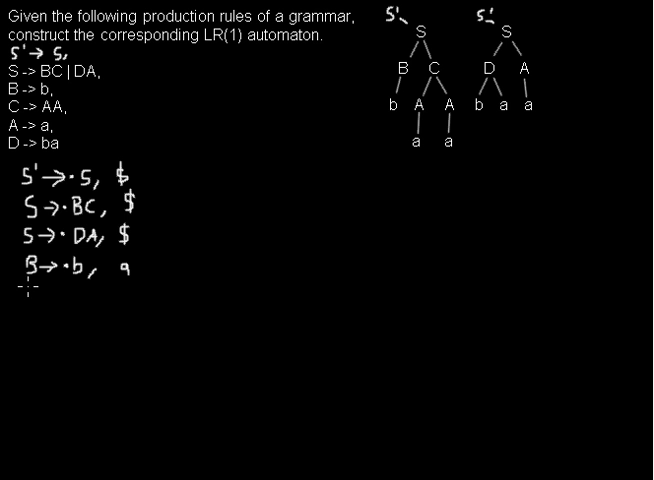 Given the following production rules of a grammar,
construct the corresponding LR(1) automaton.
S' → S,
S -> BC | DA,
B -> b,
C -> AA,
A -> a,
D -> ba
S' → · S, $
S → · BC, $
S → · DA, $
B → · b, a
S'
S
B C
b A A
a a
S'
S
D A
b a a